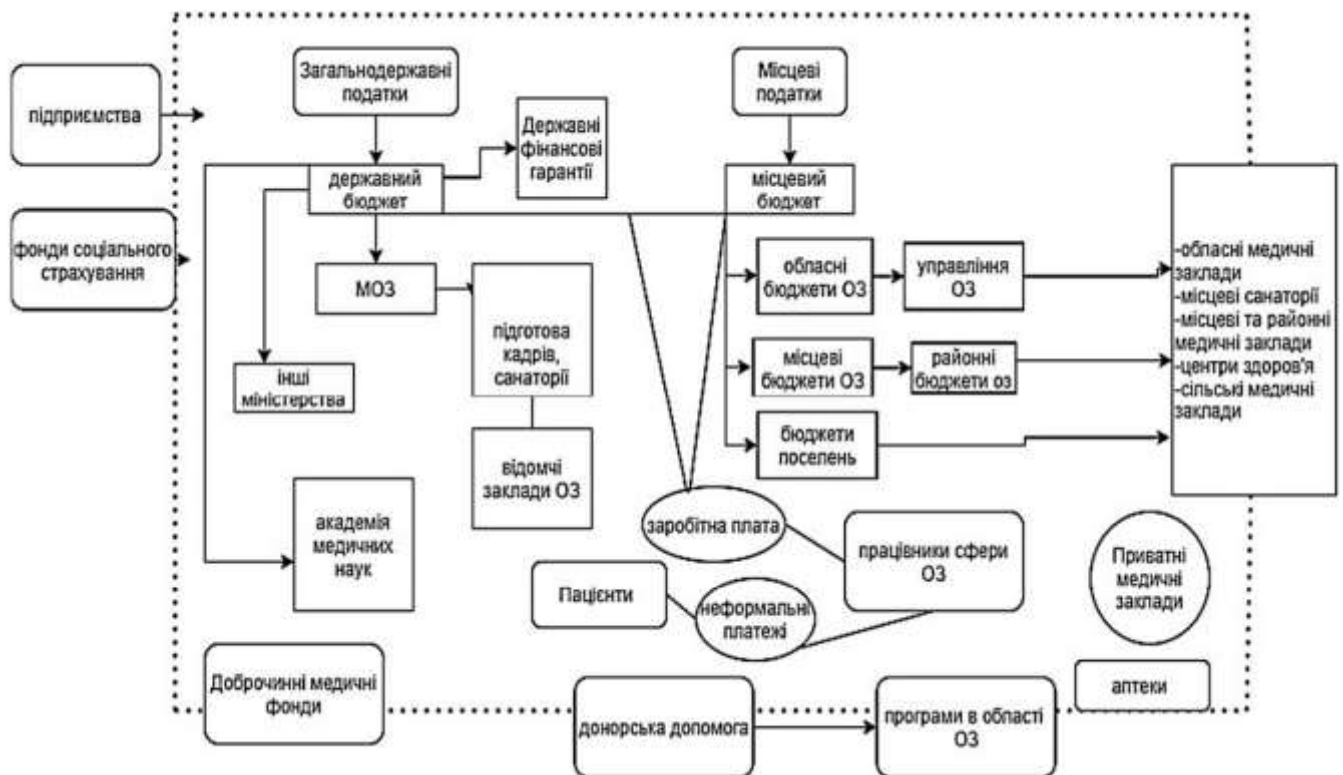 Загальнодержавні
податки
Місцеві
податки
підприємства
Державні
фінансові
гарантії
державний
бюджет
місцевий
бюджет
фонди соціального
страхування
МОЗ
підготова
кадрів,
санаторії
обласні
бюджети ОЗ
управління
ОЗ
-обласні медичні
заклади
-місцеві санаторії
-місцеві та районні
медичні заклади
-центри здоров'я
-сільські медичні
заклади
інші
міністерства
місцеві
бюджети ОЗ
районні
бюджети оз
бюджети
поселень
відомчі
заклади ОЗ
академія
медичних
наук
заробітна плата
працівники сфери
ОЗ
Приватні
медичні
заклади
Пацієнти
неформальні
платежі
Доброчинні медичні
фонди
донорська допомога
програми в області
ОЗ
аптеки